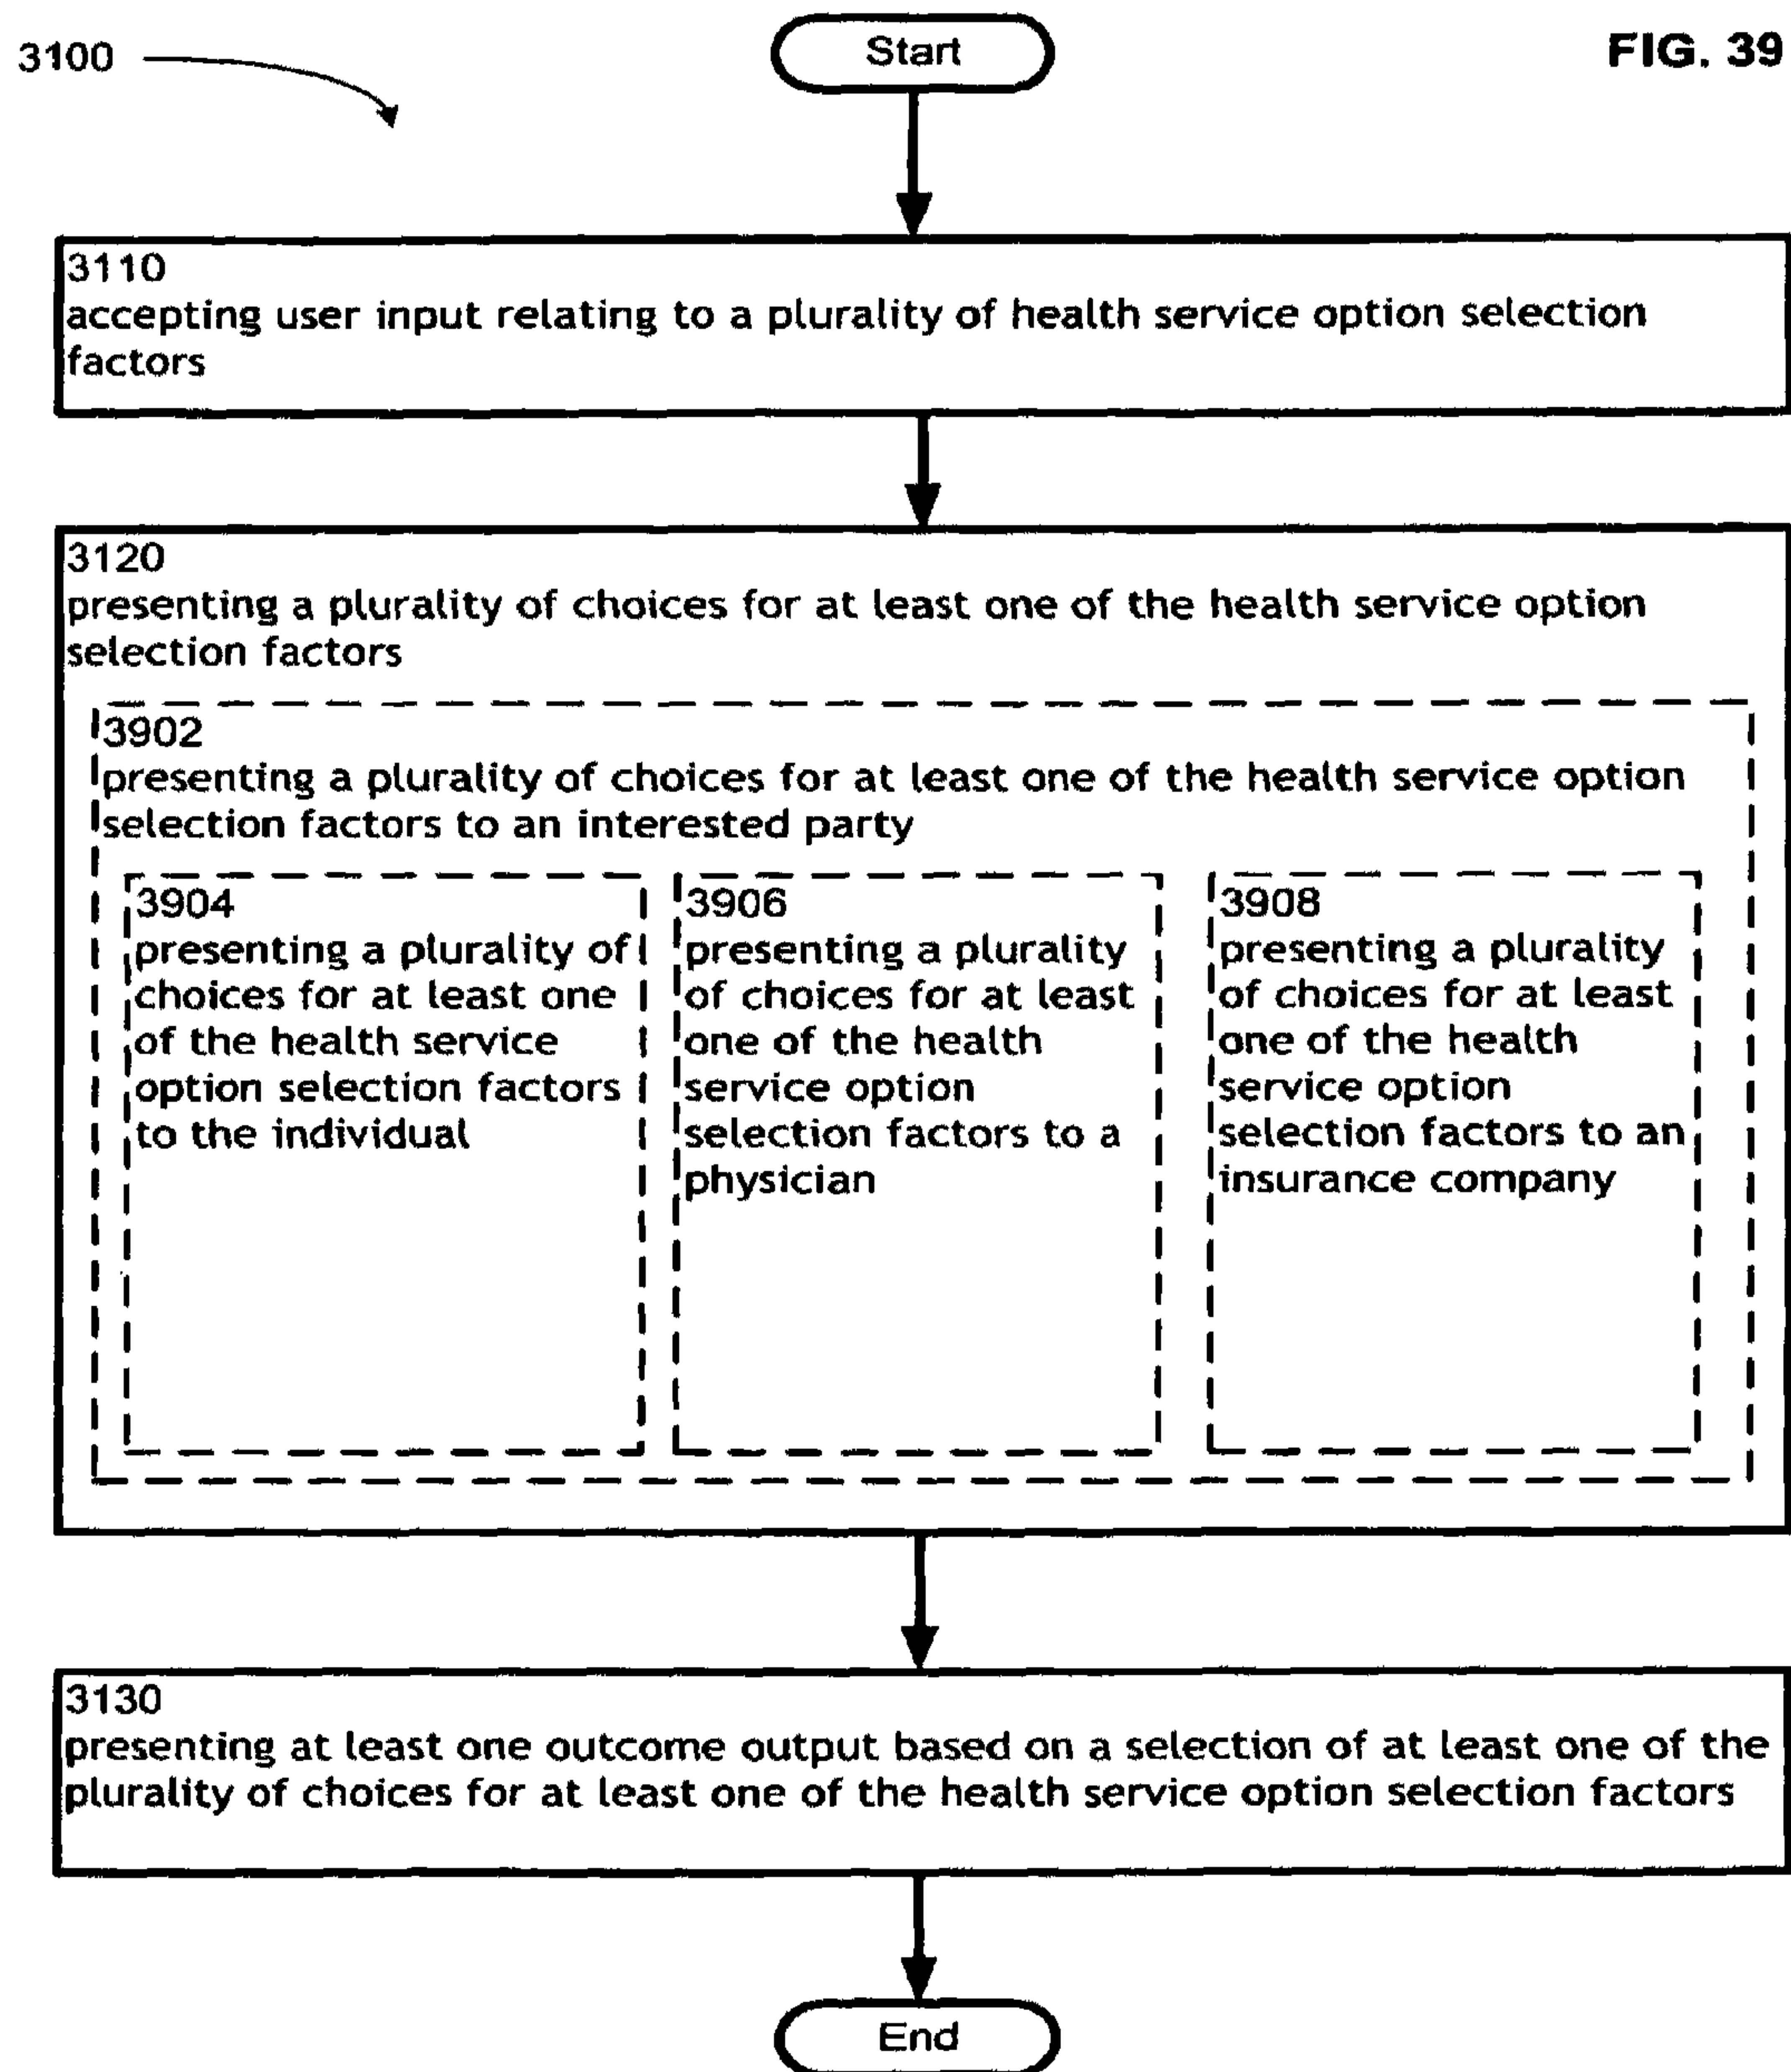 3100
Start
FIG. 39
3110
accepting user input relating to a plurality of health service option selection
factors
3120
presenting a plurality of choices for at least one of the health service option
selection factors
3902
presenting a plurality of choices for at least one of the health service option
selection factors to an interested party
3904
presenting a plurality of
choices for at least one
of the health service
option selection factors
to the individual
3906
presenting a plurality
of choices for at least
one of the health
service option
selection factors to a
physician
3908
presenting a plurality
of choices for at least
one of the health
service option
selection factors to an
insurance company
3130
presenting at least one outcome output based on a selection of at least one of the
plurality of choices for at least one of the health service option selection factors
End